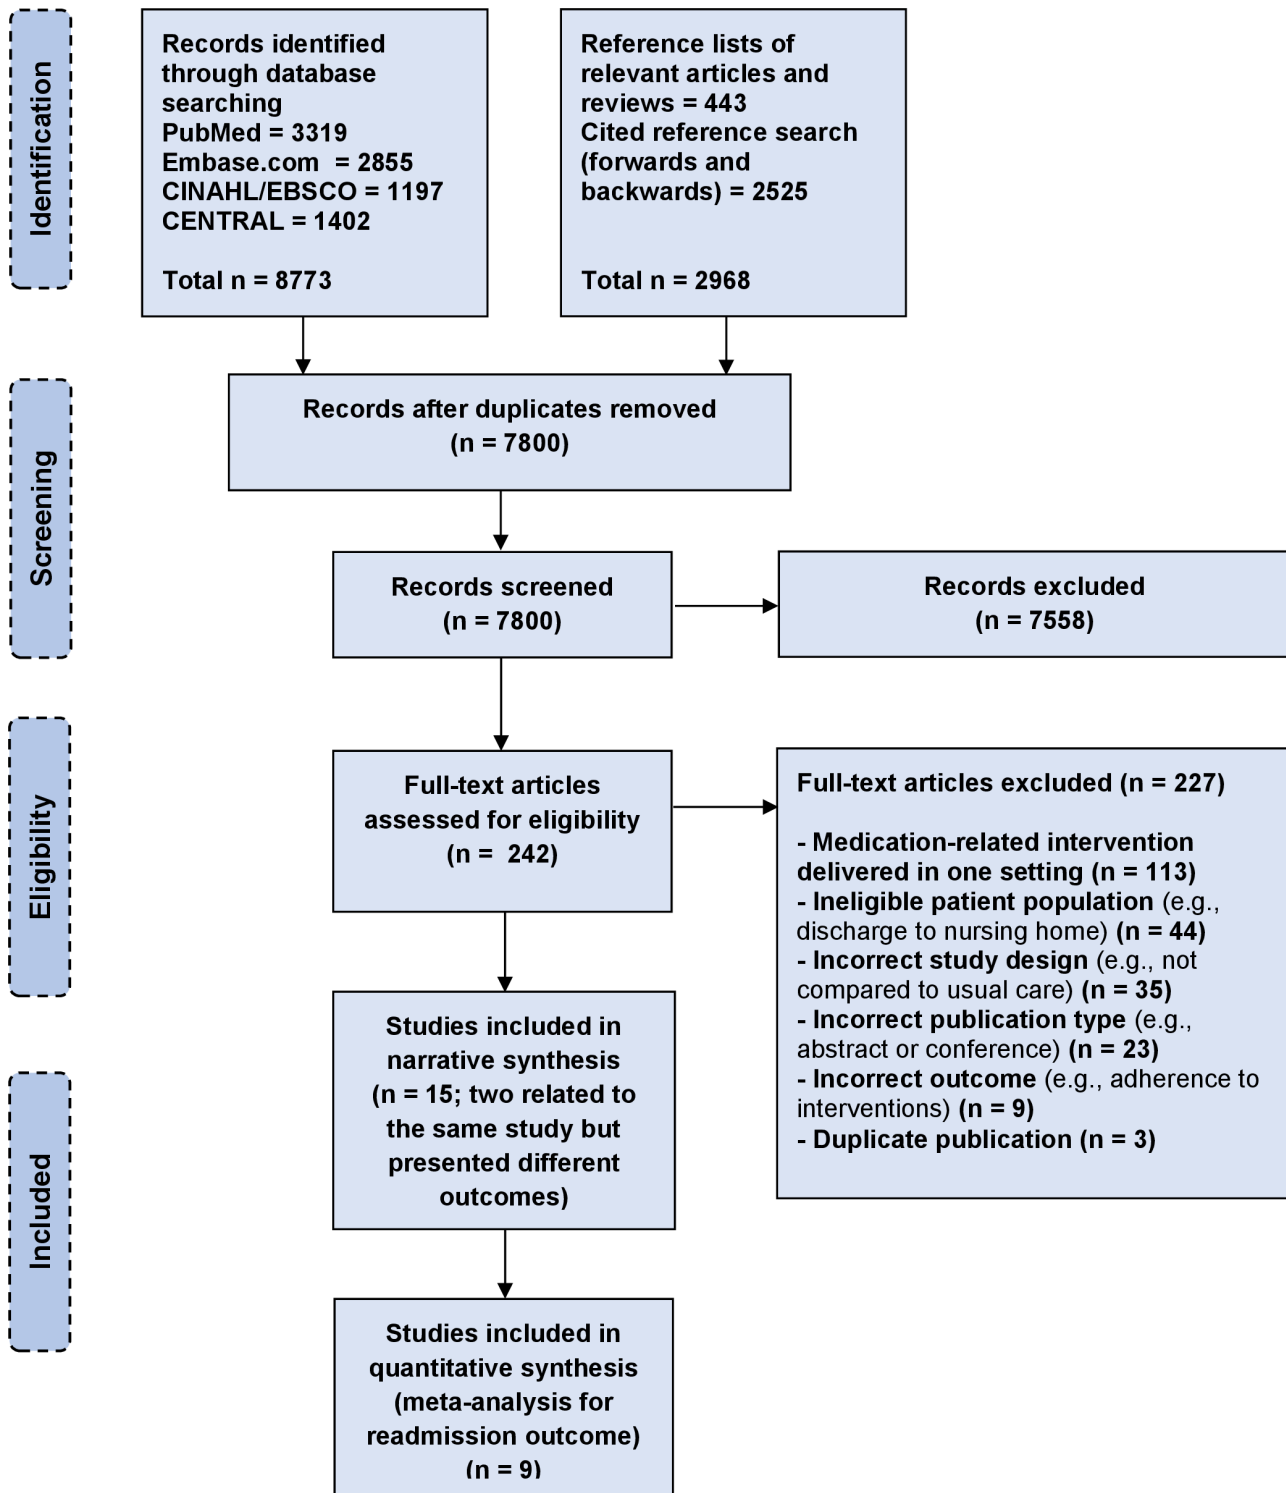 Identification
Records identified
through database
searching
PubMed = 3319
Embase.com  = 2855
CINAHL/EBSCO = 1197
CENTRAL = 1402
Total n = 8773
Reference lists of
relevant articles and
reviews = 443
Cited reference search
(forwards and
backwards) = 2525
Total n = 2968
Screening
Records after duplicates removed
(n = 7800)
Records screened
(n = 7800)
Records excluded
(n = 7558)
Eligibility
Full-text articles
assessed for eligibility
(n =  242)
Full-text articles excluded (n = 227)
- Medication-related intervention
delivered in one setting (n = 113)
- Ineligible patient population (e.g.,
discharge to nursing home) (n = 44)
- Incorrect study design (e.g., not
compared to usual care) (n = 35)
- Incorrect publication type (e.g.,
abstract or conference) (n = 23)
- Incorrect outcome (e.g., adherence to
interventions) (n = 9)
- Duplicate publication (n = 3)
Included
Studies included in
narrative synthesis
(n = 15; two related to
the same study but
presented different
outcomes)
Studies included in
quantitative synthesis
(meta-analysis for
readmission outcome)
(n = 9)